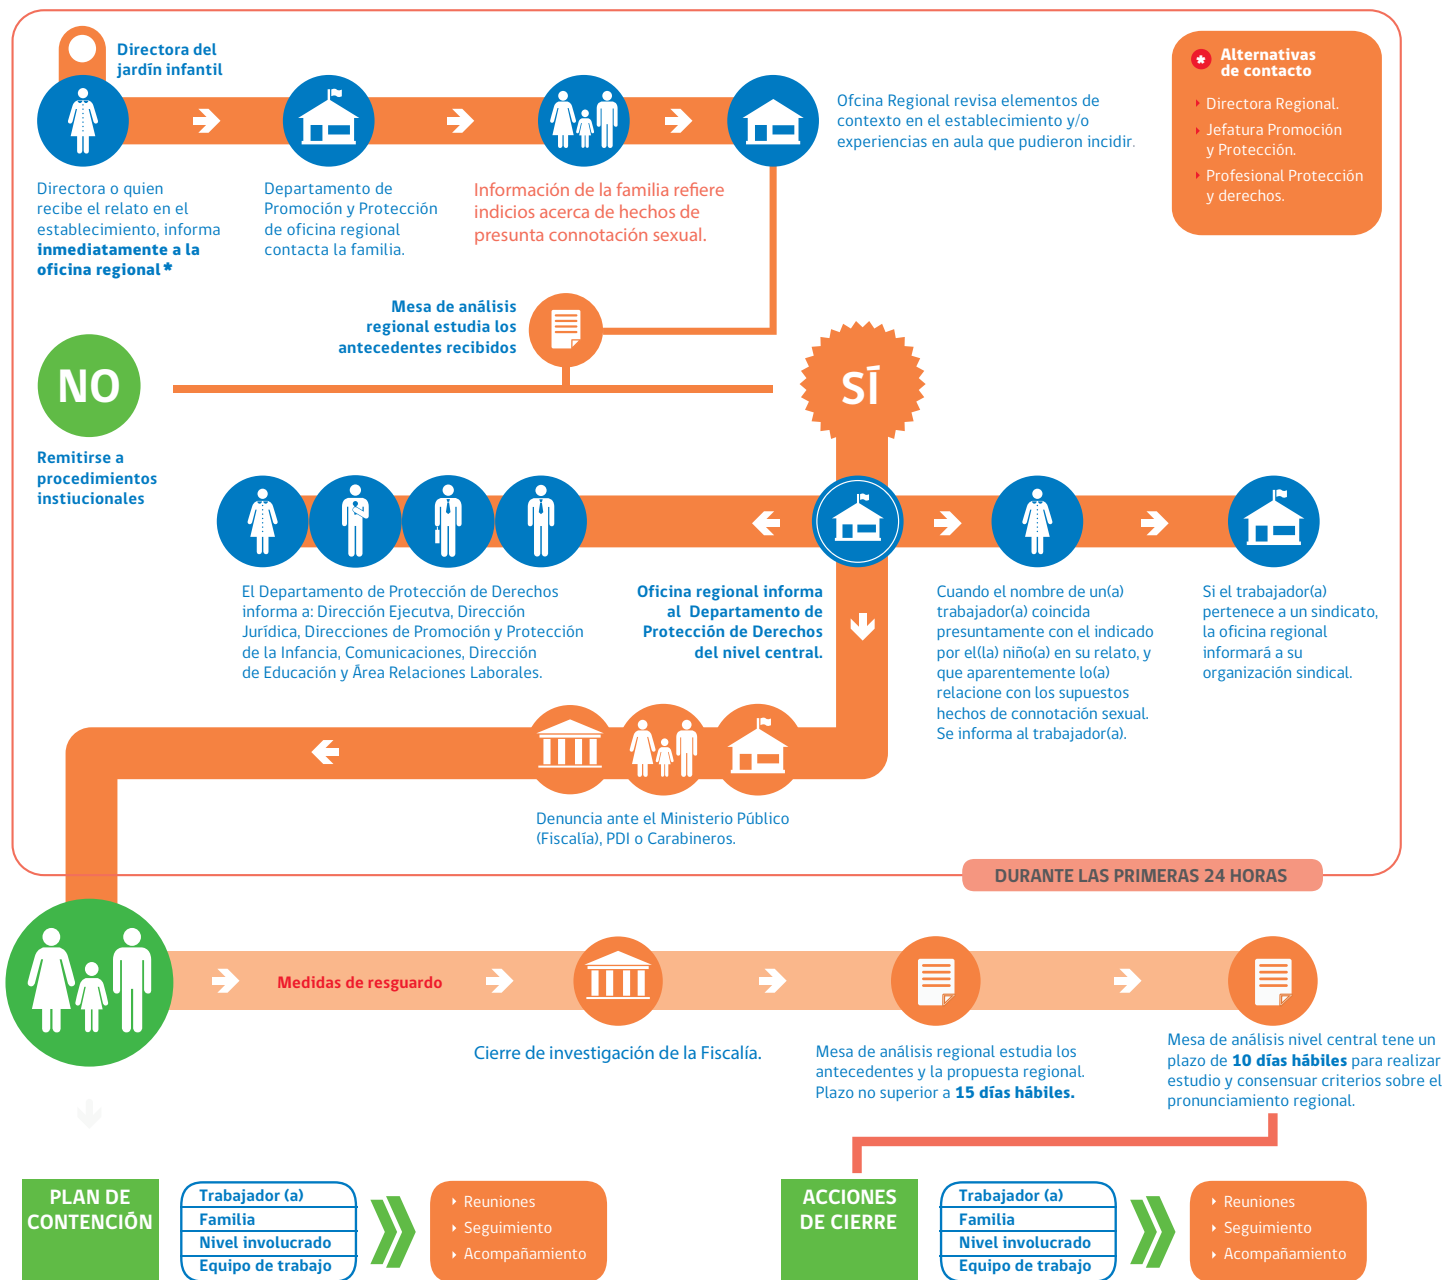 Directora del
jardín infantil
Directora o quien
recibe el relato en el
establecimiento, informa
inmediatamente a la
oficina regional *
Departamento de
Promoción y Protección
de oficina regional
contacta la familia.
Información de la familia refiere
indicios acerca de hechos de
presunta connotación sexual.
Ofcina Regional revisa elementos de
contexto en el establecimiento y/o
experiencias en aula que pudieron incidir.
* Alternativas
de contacto
Directora Regional.
Jefatura Promoción
y Protección.
Profesional Protección
y derechos.
Mesa de análisis
regional estudia los
antecedentes recibidos
NO
Remitirse a
procedimientos
instiucionales
SÍ
El Departamento de Protección de Derechos
informa a: Dirección Ejecutva, Dirección
Jurídica, Direcciones de Promoción y Protección
de la Infancia, Comunicaciones, Dirección
de Educación y Área Relaciones Laborales.
Oficina regional informa
al Departamento de
Protección de Derechos
del nivel central.
Cuando el nombre de un(a)
trabajador(a) coincida
presuntamente con el indicado
por el(la) niño(a) en su relato, y
que aparentemente lo(a)
relacione con los supuestos
hechos de connotación sexual.
Se informa al trabajador(a).
Si el trabajador(a)
pertenece a un sindicato,
la oficina regional
informará a su
organización sindical.
Denuncia ante el Ministerio Público
(Fiscalía), PDI o Carabineros.
DURANTE LAS PRIMERAS 24 HORAS
Medidas de resguardo
Cierre de investigación de la Fiscalía.
Mesa de análisis regional estudia los
antecedentes y la propuesta regional.
Plazo no superior a 15 días hábiles.
Mesa de análisis nivel central tene un
plazo de 10 días hábiles para realizar
estudio y consensuar criterios sobre el
pronunciamiento regional.
PLAN DE
CONTENCIÓN
Trabajador (a)
Familia
Nivel involucrado
Equipo de trabajo
Reuniones
Seguimiento
Acompañamiento
ACCIONES
DE CIERRE
Trabajador (a)
Familia
Nivel involucrado
Equipo de trabajo
Reuniones
Seguimiento
Acompañamiento